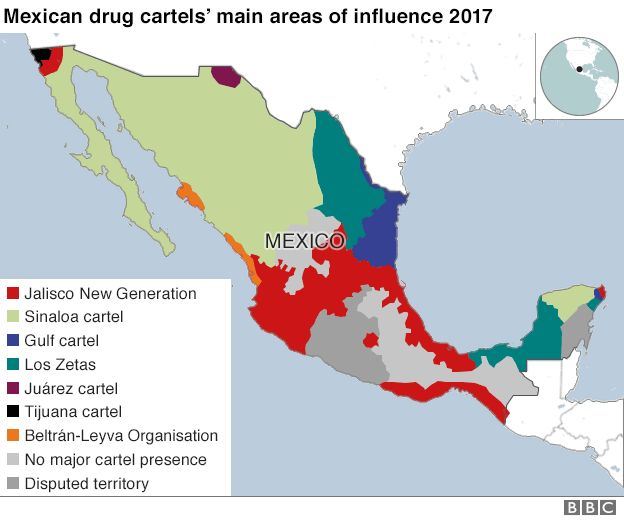 Mexican drug cartels' main areas of influence 2017
MEXICO
Jalisco New Generation
Sinaloa cartel
Gulf cartel
Los Zetas
Juárez cartel
Tijuana cartel
Beltrán-Leyva Organisation
No major cartel presence
Disputed territory
BBC